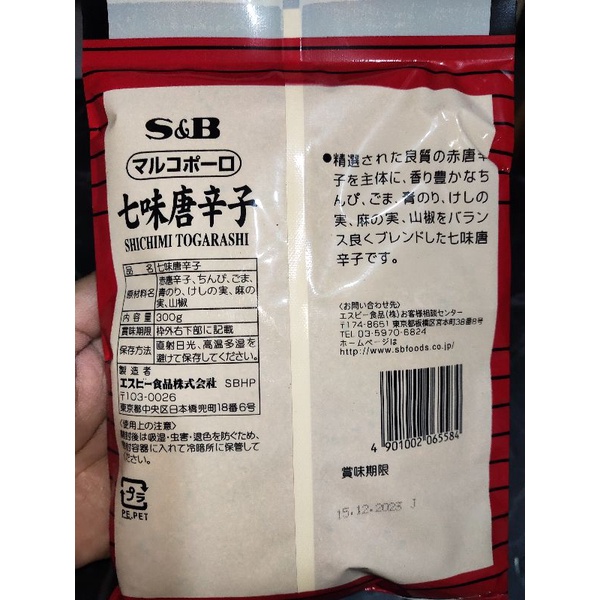 S&B
マルコポーロ
七味唐辛子
SHICHIMI TOGARASHI
品 名 七味唐辛子
原材料名 赤唐辛子、ちんぴ、ごま、
青のり、けしの実、麻の
実、山椒
内容量 300g
賞味期限 枠外右下部に記載
保存方法 直射日光、高温多湿を
避けて保存してください。
製造者
エスビー食品株式会社 SBHP
〒103-0026
東京都中央区日本橋兜町18番6号
〈使用上の注意〉
開封後は吸湿・虫害・退色を防ぐため、
密封容器に入れて冷暗所に保管して
ください。
プラ
PE,PET
●精選された良質の赤唐辛
子を主体に、香り豊かなち
んぴ、ごま、青のり、けしの
実、麻の実、山椒をバラン
ス良くブレンドした七味唐
辛子です。
〈お問い合わせ先〉
エスビー食品(株)お客様相談センター
〒174-8651 東京都板橋区宮本町38番8号
TEL 03-5970-6824
ホームページは
http://www.sbfoods.co.jp/
4 901002 065584
賞味期限
15.12.2023 J